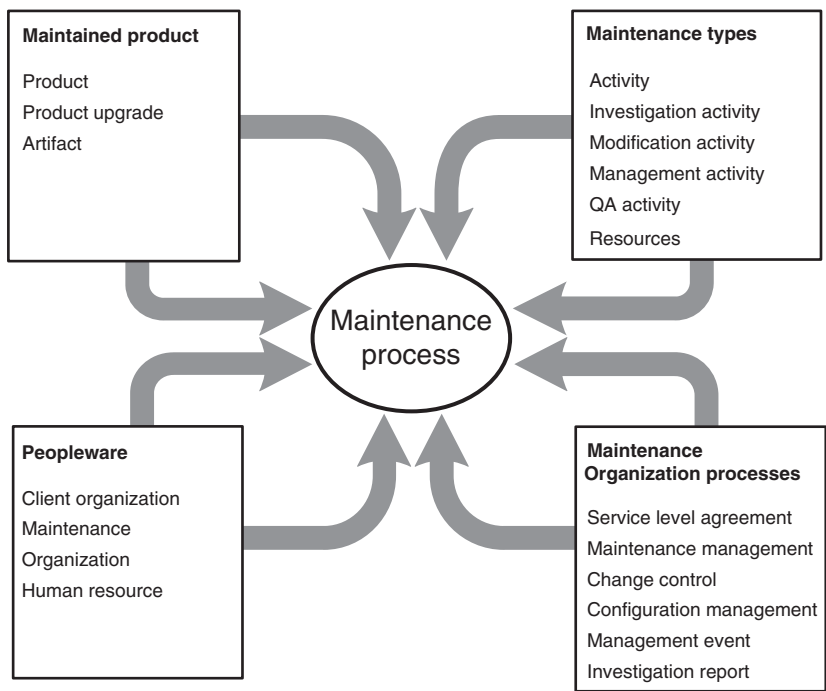 Maintained product
Product
Product upgrade
Artifact
Maintenance types
Activity
Investigation activity
Modification activity
Management activity
QA activity
Resources
Maintenance
process
Peopleware
Client organization
Maintenance
Organization
Human resource
Maintenance
Organization processes
Service level agreement
Maintenance management
Change control
Configuration management
Management event
Investigation report